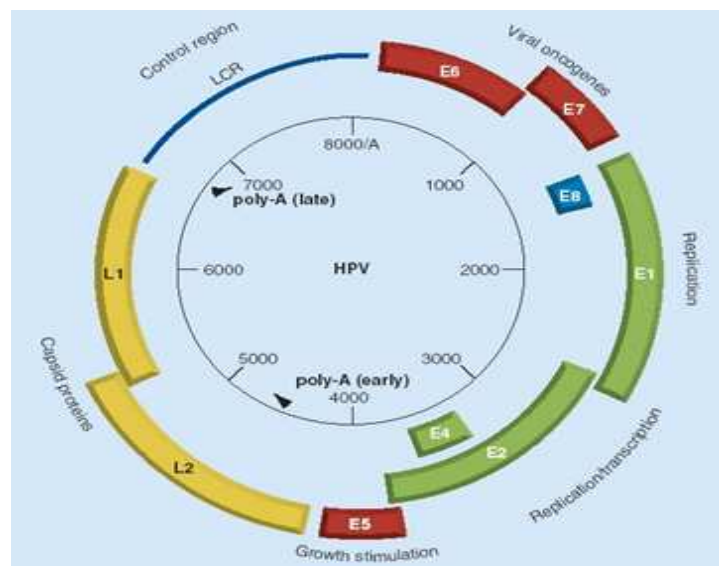 Control region
LCR
E6
Viral oncogenes
E7
8000/A
7000
1000
poly-A (late)
E8
L1
6000
HPV
2000
E1
Replication
5000
3000
poly-A (early)
4000
Capsid proteins
E4
L2
E2
Replication/transcription
E5
Growth stimulation